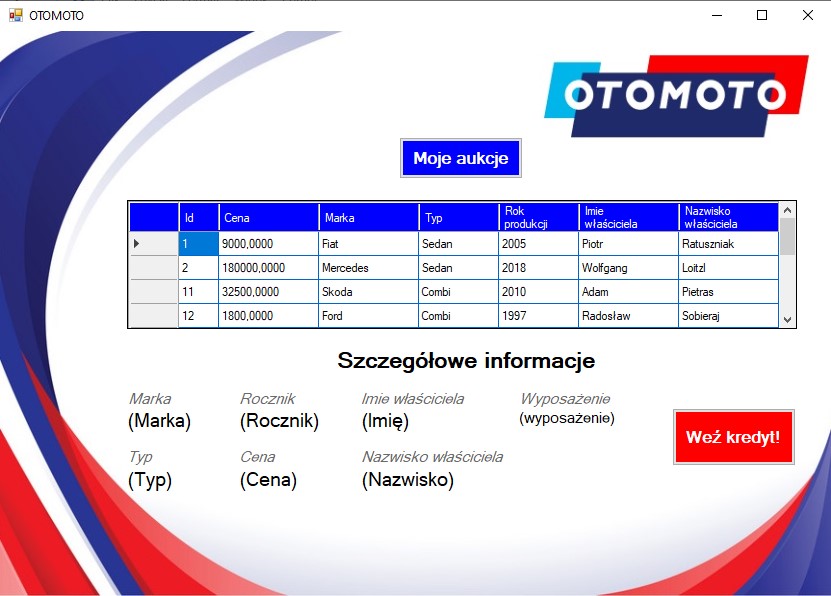 OTOMOTO
OTOMOTO
Moje aukcje
Id Cena Marka Typ Rok produkcji Imie właściciela Nazwisko właściciela
1 9000,0000 Fiat Sedan 2005 Piotr Ratuszniak
2 180000,0000 Mercedes Sedan 2018 Wolfgang Loitzl
11 32500,0000 Skoda Combi 2010 Adam Pietras
12 1800,0000 Ford Combi 1997 Radosław Sobieraj
Szczegółowe informacje
Marka Rocznik Imie właściciela Wyposażenie
(Marka) (Rocznik) (Imię) (wyposażenie)
Weź kredyt!
Typ Cena Nazwisko właściciela
(Typ) (Cena) (Nazwisko)